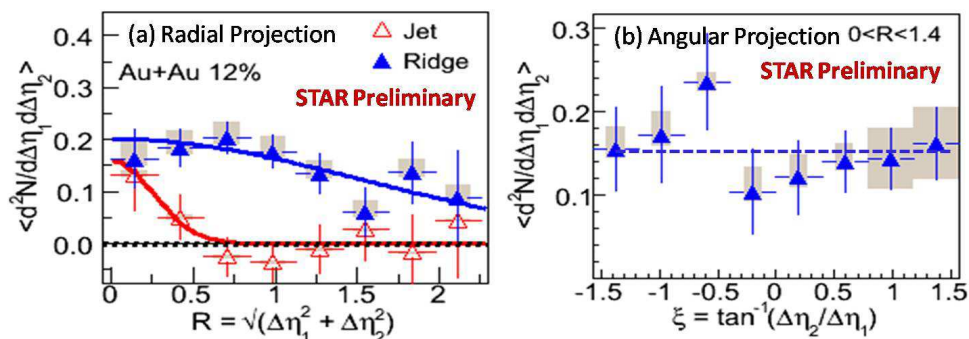 (a) Radial Projection
Jet
Ridge
Au+Au 12%
STAR Preliminary
<d²N/dΔη₁dΔη₂>
0.4
0.3
0.2
0.1
0.0
0 0.5 1 1.5 2
R = √(Δη₁² + Δη₂²)
(b) Angular Projection 0<R<1.4
STAR Preliminary
<d²N/dΔη₁dΔη₂>
0.3
0.2
0.1
-1.5 -1 -0.5 0 0.5 1 1.5
ξ = tan⁻¹(Δη₂/Δη₁)